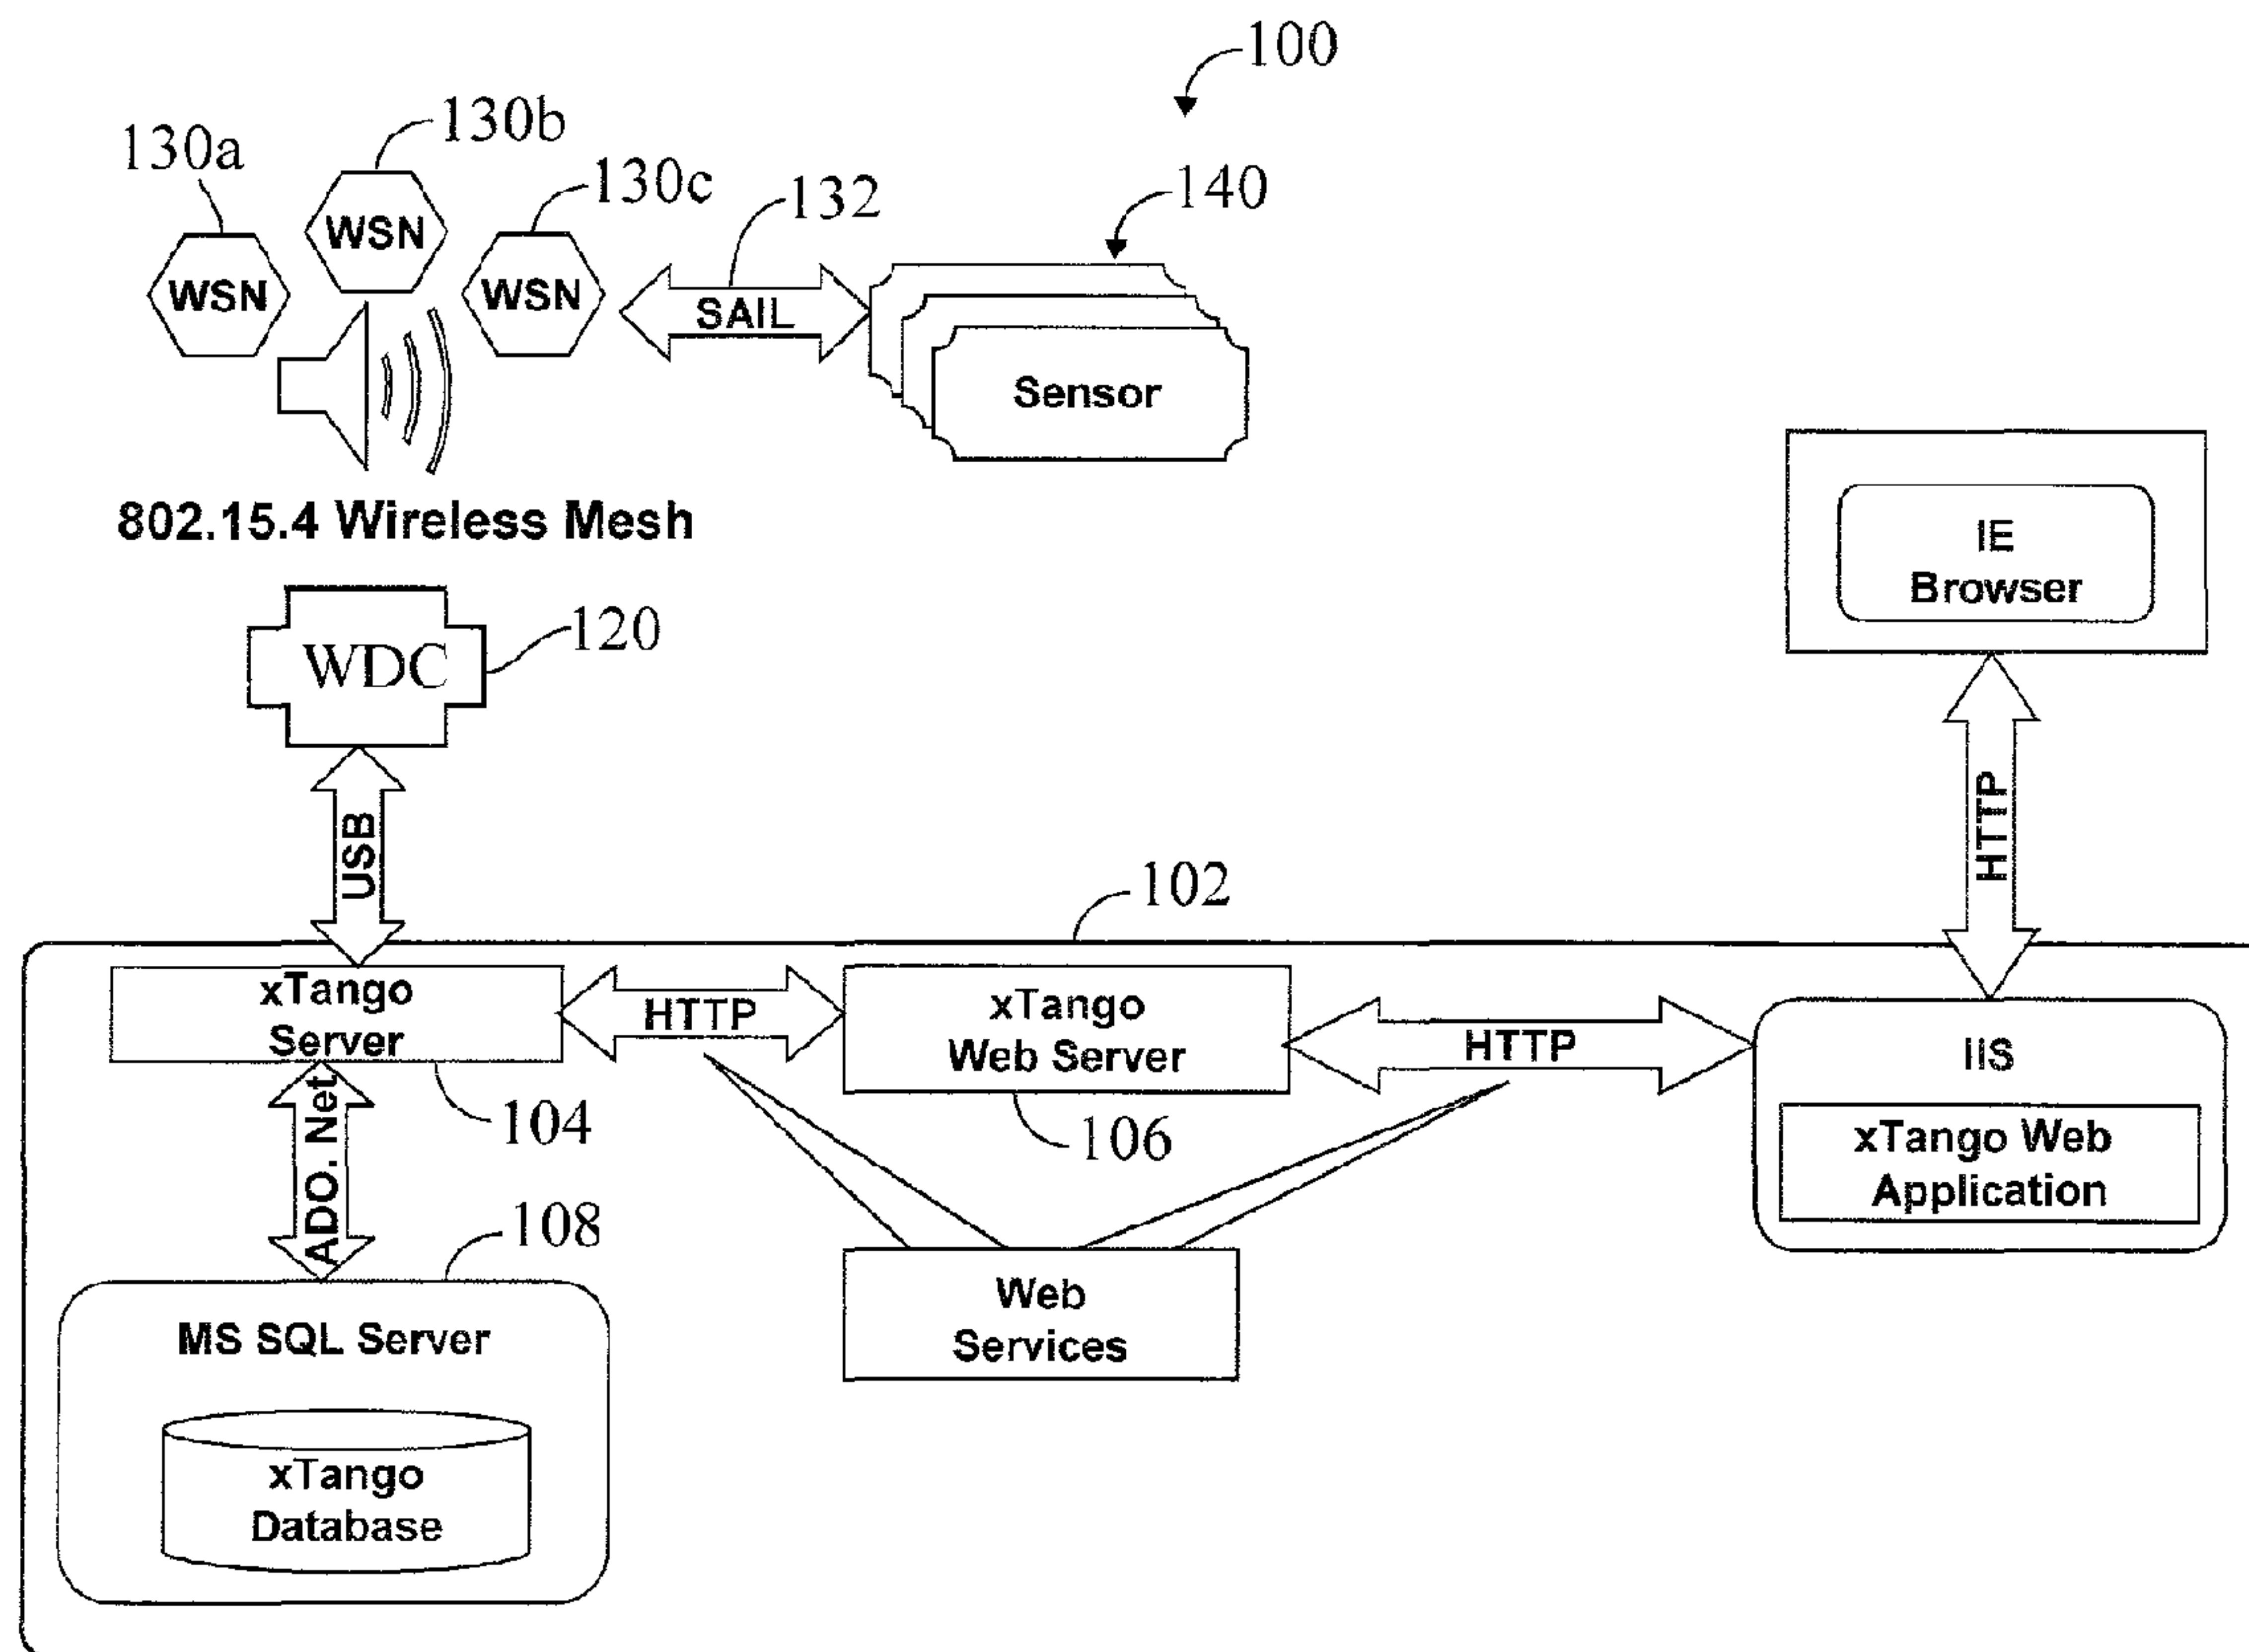 100
130b
130a
130c
132
140
WSN
WSN
WSN
SAIL
Sensor
802.15.4 Wireless Mesh
IE
Browser
WDC
120
USB
HTTP
102
xTango
Server
HTTP
xTango
Web Server
HTTP
IIS
104
106
xTango Web
Application
ADO. Net
108
MS SQL Server
Web
Services
xTango
Database